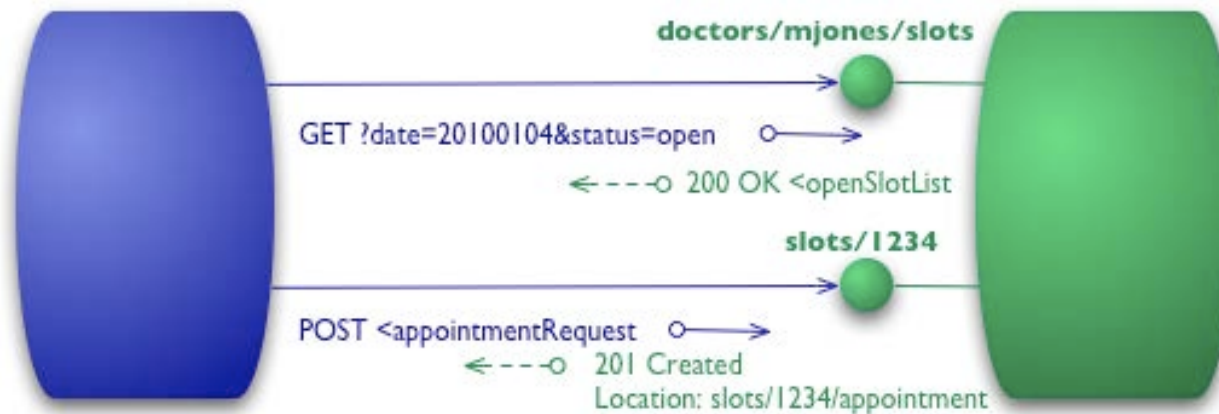 doctors/mjones/slots
GET ?date=20100104&status=open
200 OK <openSlotList
slots/1234
POST <appointmentRequest
201 Created
Location: slots/1234/appointment